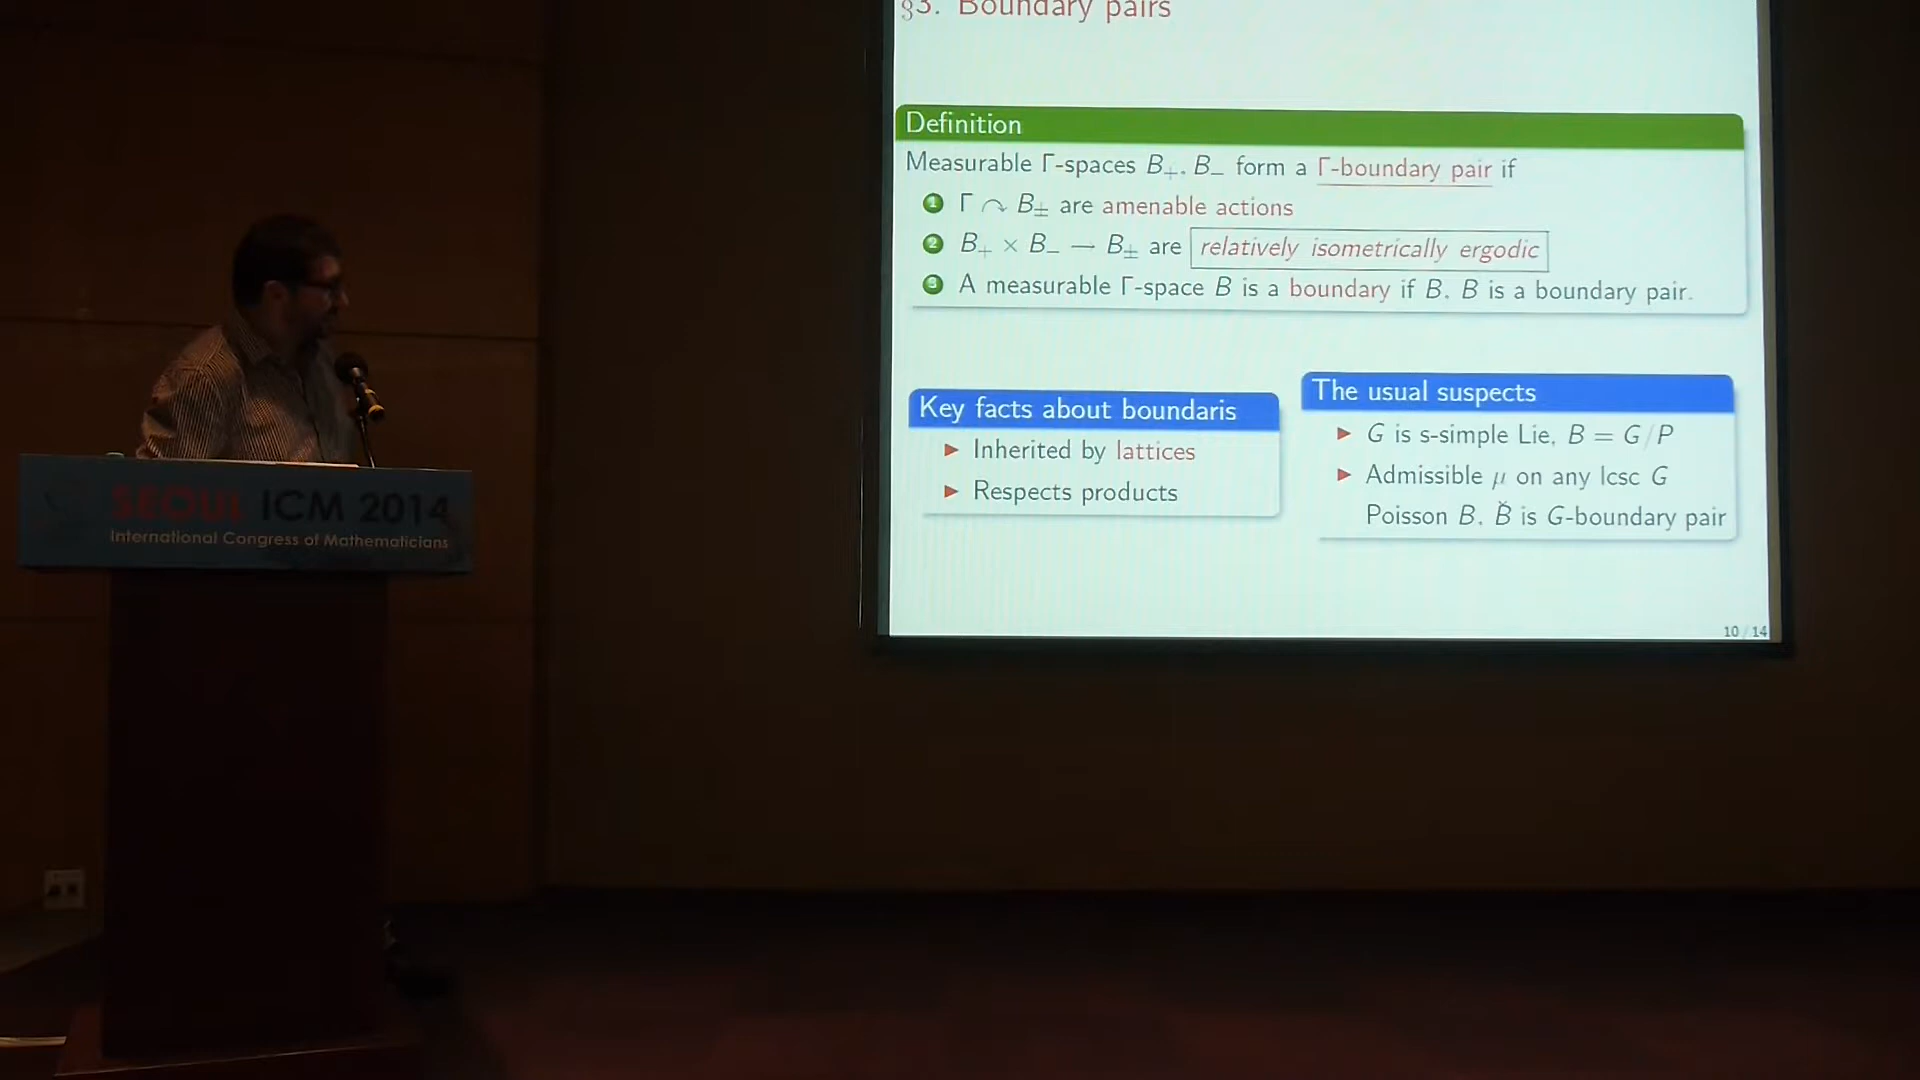 §3. Boundary pairs
Definition
Measurable Γ-spaces B₊, B₋ form a Γ-boundary pair if
1 Γ ↷ B± are amenable actions
2 B₊ × B₋ → B± are relatively isometrically ergodic
3 A measurable Γ-space B is a boundary if B, B is a boundary pair.
Key facts about boundaris
▶ Inherited by lattices
▶ Respects products
The usual suspects
▶ G is s-simple Lie, B = G/P
▶ Admissible μ on any lcsc G
Poisson B, B̌ is G-boundary pair
10 / 14
SEOUL ICM 2014
International Congress of Mathematicians